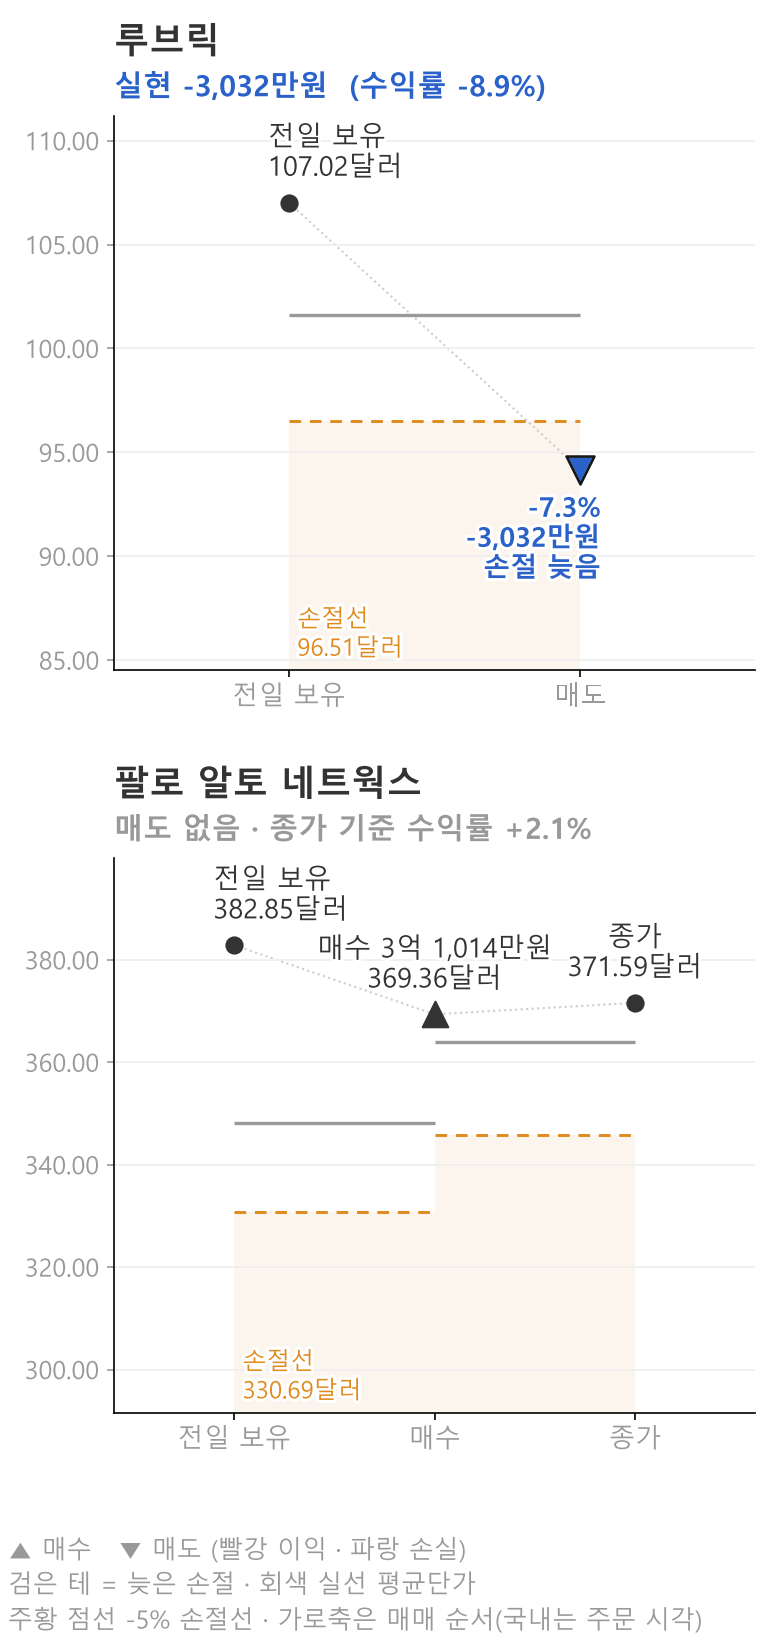 루브릭
실현 -3,032만원 (수익률 -8.9%)
110.00
105.00
100.00
95.00
90.00
85.00
전일 보유
107.02달러
-7.3%
-3,032만원
손절 늦음
손절선
96.51달러
전일 보유
매도
팔로 알토 네트웍스
매도 없음 · 종가 기준 수익률 +2.1%
380.00
360.00
340.00
320.00
300.00
전일 보유
382.85달러
매수 3억 1,014만원
369.36달러
종가
371.59달러
손절선
330.69달러
전일 보유
매수
종가
▲ 매수 ▼ 매도 (빨강 이익 · 파랑 손실)
검은 테 = 늦은 손절 · 회색 실선 평균단가
주황 점선 -5% 손절선 · 가로축은 매매 순서(국내는 주문 시각)